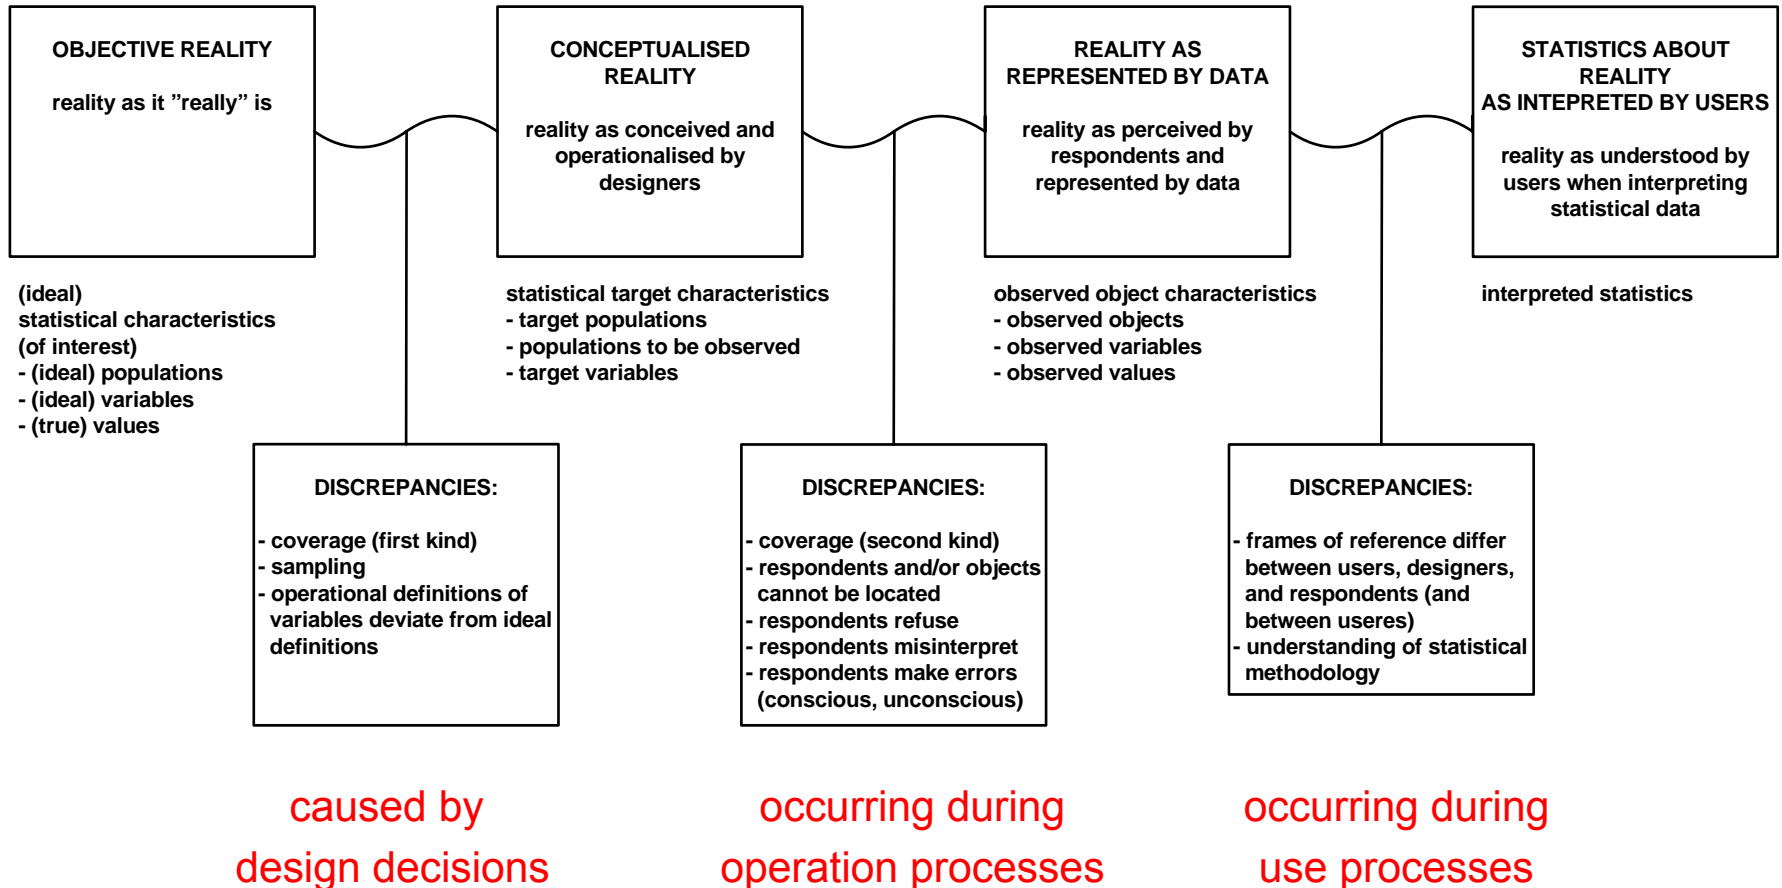 OBJECTIVE REALITY
reality as it ”really” is
CONCEPTUALISED
REALITY
reality as conceived and
operationalised by
designers
REALITY AS
REPRESENTED BY DATA
reality as perceived by
respondents and
represented by data
STATISTICS ABOUT
REALITY
AS INTEPRETED BY USERS
reality as understood by
users when interpreting
statistical data
(ideal)
statistical characteristics
(of interest)
- (ideal) populations
- (ideal) variables
- (true) values
statistical target characteristics
- target populations
- populations to be observed
- target variables
observed object characteristics
- observed objects
- observed variables
- observed values
interpreted statistics
DISCREPANCIES:
- coverage (first kind)
- sampling
- operational definitions of
variables deviate from ideal
definitions
DISCREPANCIES:
- coverage (second kind)
- respondents and/or objects
cannot be located
- respondents refuse
- respondents misinterpret
- respondents make errors
(conscious, unconscious)
DISCREPANCIES:
- frames of reference differ
between users, designers,
and respondents (and
between useres)
- understanding of statistical
methodology
caused by
design decisions
occurring during
operation processes
occurring during
use processes